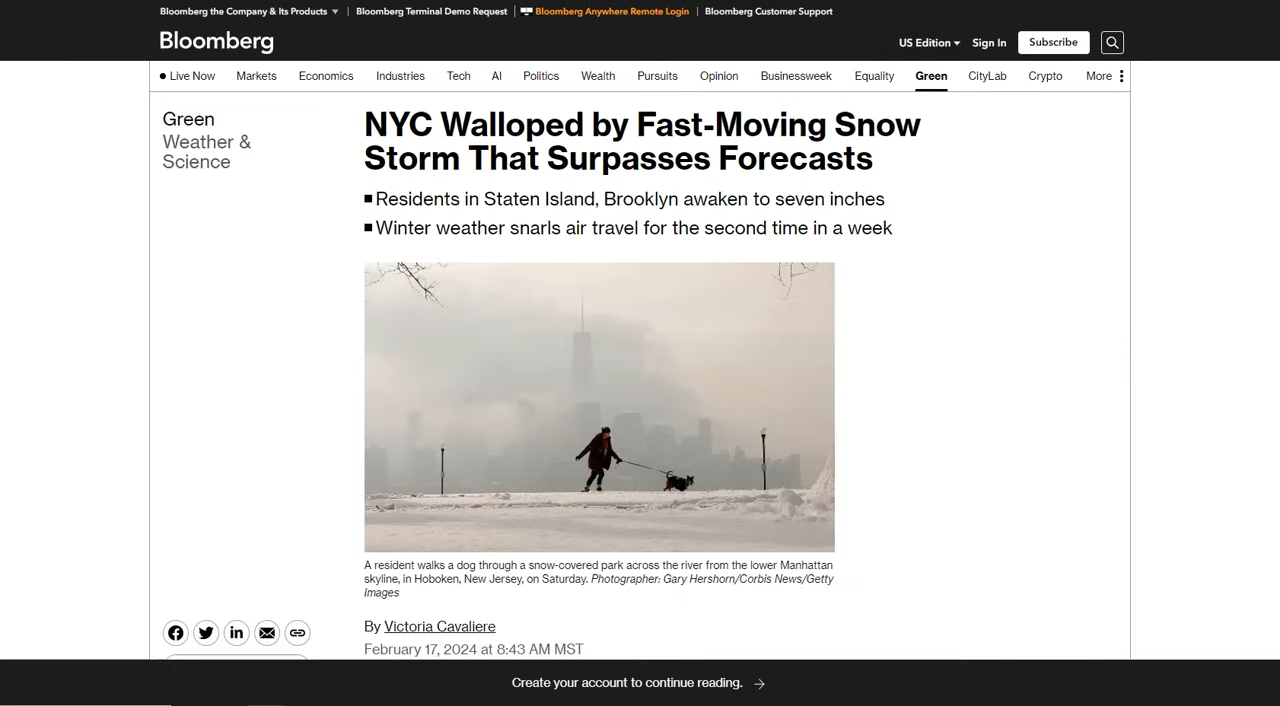 Bloomberg the Company & Its Products
Bloomberg Terminal Demo Request
Bloomberg Anywhere Remote Login
Bloomberg Customer Support
Bloomberg
US Edition
Sign In
Subscribe
Live Now
Markets
Economics
Industries
Tech
AI
Politics
Wealth
Pursuits
Opinion
Businessweek
Equality
Green
CityLab
Crypto
More
Green
Weather &
Science
NYC Walloped by Fast-Moving Snow
Storm That Surpasses Forecasts
Residents in Staten Island, Brooklyn awaken to seven inches
Winter weather snarls air travel for the second time in a week
A resident walks a dog through a snow-covered park across the river from the lower Manhattan
skyline, in Hoboken, New Jersey, on Saturday. Photographer: Gary Hershorn/Corbis News/Getty
Images
By Victoria Cavaliere
February 17, 2024 at 8:43 AM MST
Create your account to continue reading.